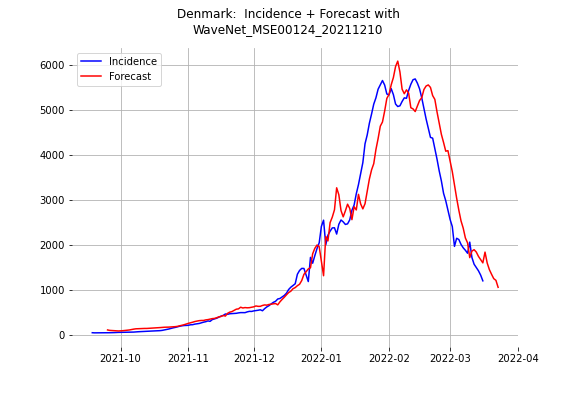 Denmark:  Incidence + Forecast with
WaveNet_MSE00124_20211210
Incidence
Forecast
6000
5000
4000
3000
2000
1000
0
2021-10 2021-11 2021-12 2022-01 2022-02 2022-03 2022-04